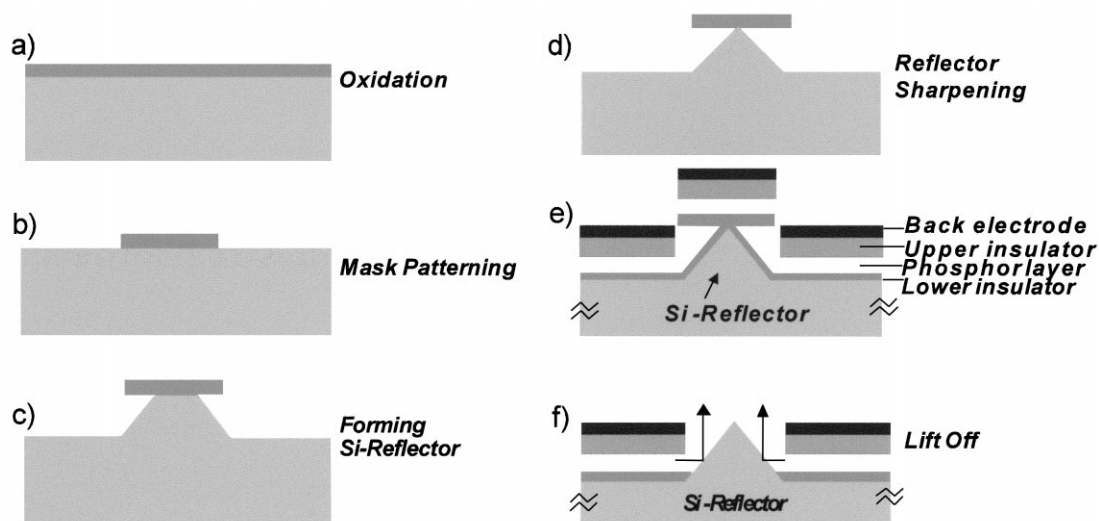 a)
Oxidation
b)
Mask Patterning
c)
Forming
Si-Reflector
d)
Reflector
Sharpening
e)
Back electrode
Upper insulator
Phosphor layer
Lower insulator
Si-Reflector
f)
Lift Off
Si-Reflector